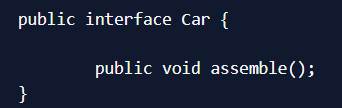 public interface Car {
public void assemble();
}